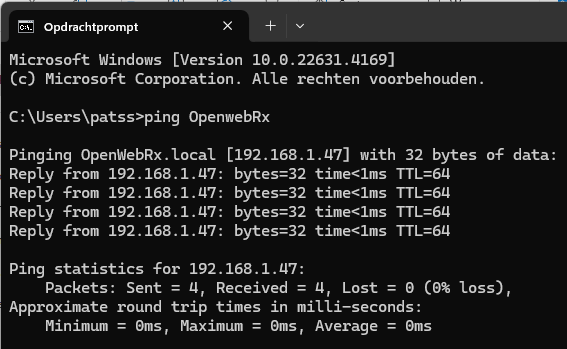 Opdrachtprompt
Microsoft Windows [Version 10.0.22631.4169]
(c) Microsoft Corporation. Alle rechten voorbehouden.
C:\Users\patss>ping OpenwebRx
Pinging OpenWebRx.local [192.168.1.47] with 32 bytes of data:
Reply from 192.168.1.47: bytes=32 time<1ms TTL=64
Reply from 192.168.1.47: bytes=32 time<1ms TTL=64
Reply from 192.168.1.47: bytes=32 time<1ms TTL=64
Reply from 192.168.1.47: bytes=32 time<1ms TTL=64
Ping statistics for 192.168.1.47:
    Packets: Sent = 4, Received = 4, Lost = 0 (0% loss),
Approximate round trip times in milli-seconds:
    Minimum = 0ms, Maximum = 0ms, Average = 0ms